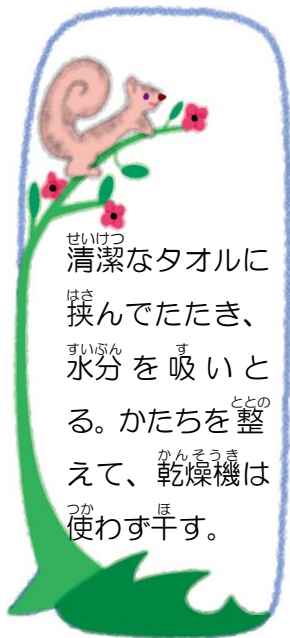 清潔なタオルに
挟んでたたき、
水分を吸いと
る。かたちを整
えて、乾燥機は
使わず干す。